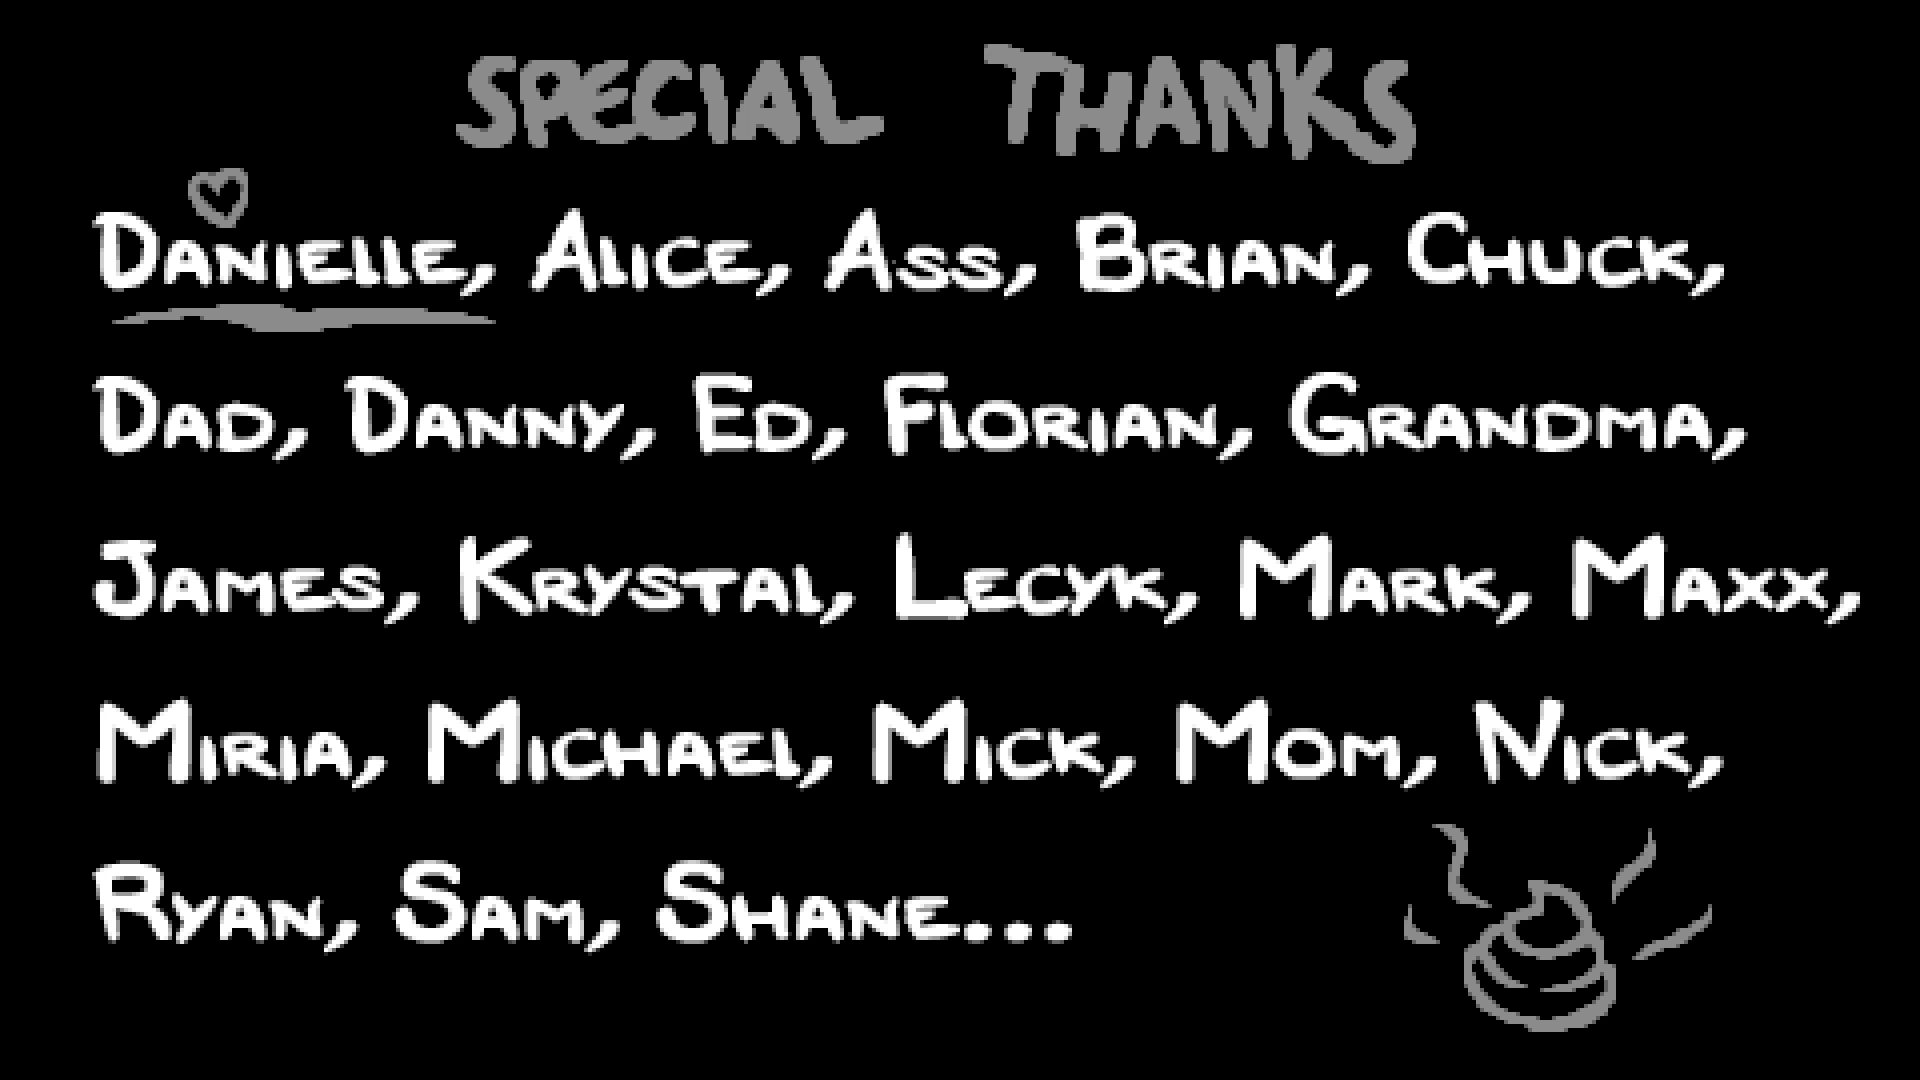 SPECIAL THANKS
DANIELLE, ALICE, ASS, BRIAN, CHUCK,
DAD, DANNY, ED, FLORIAN, GRANDMA,
JAMES, KRYSTAL, LECYK, MARK, MAXX,
MIRIA, MICHAEL, MICK, MOM, NICK,
RYAN, SAM, SHANE...